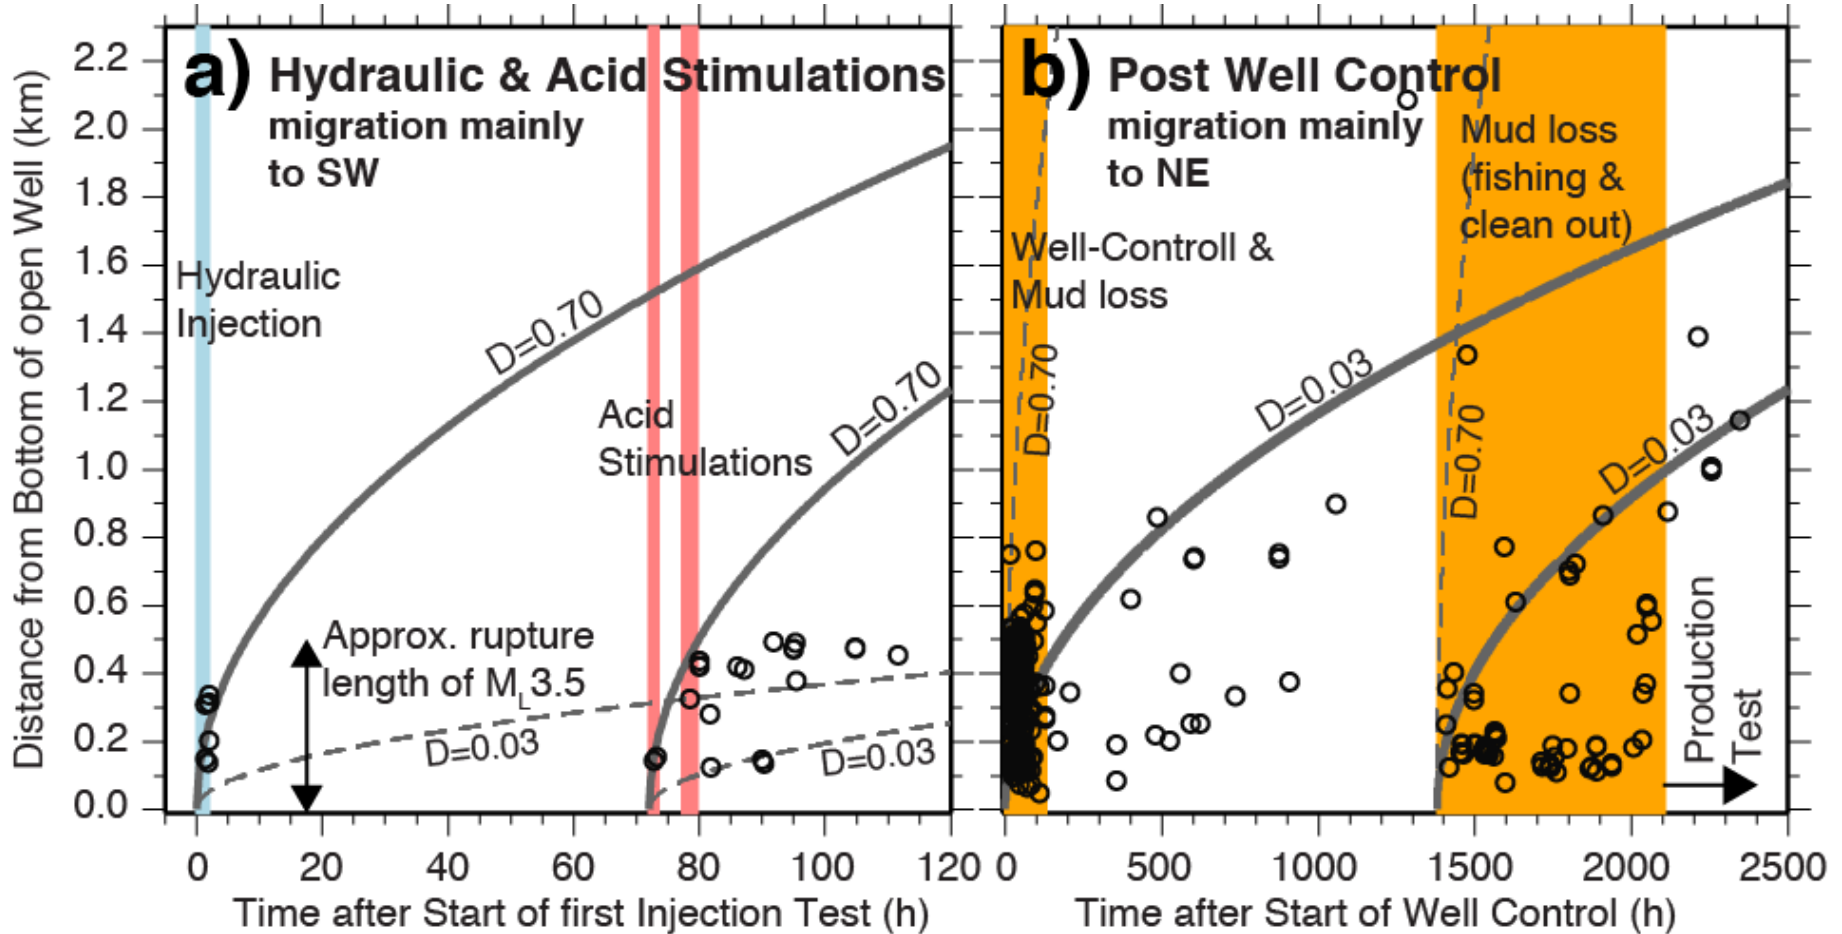 a) Hydraulic & Acid Stimulations
migration mainly
to SW
Hydraulic
Injection
D=0.70
Acid
Stimulations
D=0.70
Approx. rupture
length of ML3.5
D=0.03
D=0.03
Distance from Bottom of open Well (km)
2.2
2.0
1.8
1.6
1.4
1.2
1.0
0.8
0.6
0.4
0.2
0.0
0 20 40 60 80 100 120
Time after Start of first Injection Test (h)
b) Post Well Control
migration mainly
to NE
Mud loss
(fishing &
clean out)
Well-Controll &
Mud loss
D=0.70
D=0.03
D=0.70
D=0.03
Production
Test
0 500 1000 1500 2000 2500
Time after Start of Well Control (h)